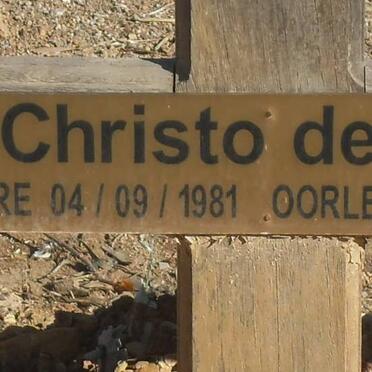 Christo de
RE 04/09/1981 OORLE